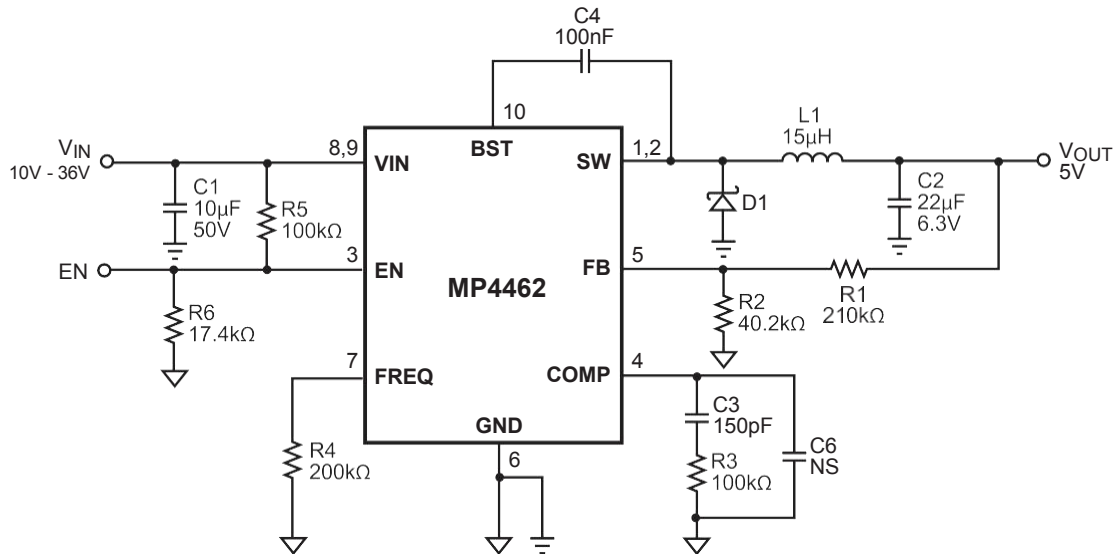 C4
100nF
10
BST
L1
15µH
VIN
10V - 36V
8,9
VIN
SW
1,2
VOUT
5V
C1
10µF
50V
R5
100kΩ
D1
C2
22µF
6.3V
EN
3
EN
MP4462
FB
5
R1
210kΩ
R6
17.4kΩ
R2
40.2kΩ
7
FREQ
COMP
4
GND
6
R4
200kΩ
C3
150pF
R3
100kΩ
C6
NS